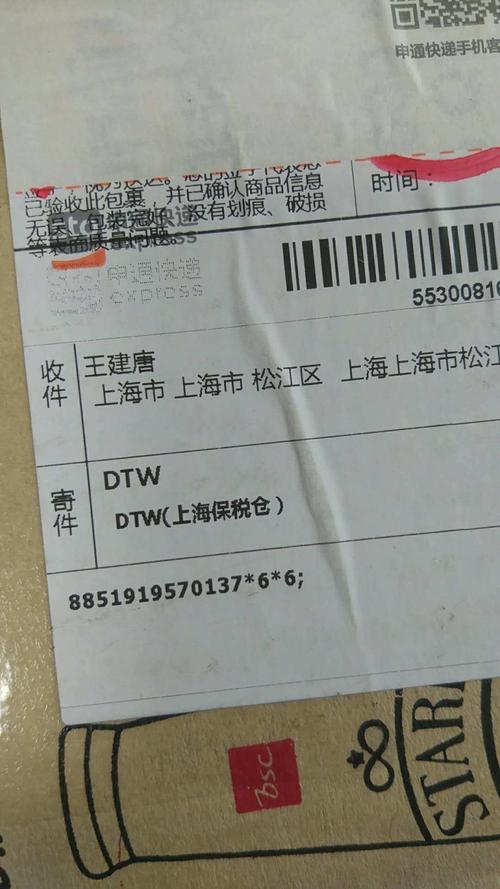 申通快递手机客
已验收此包裹，并已确认商品信息
无误，包装完好，没有划痕、破损
等表面质量问题。
时间：
申通快递
express
55300816
收件
王建唐
上海市 上海市 松江区 上海上海市松江
寄件
DTW
DTW(上海保税仓)
8851919570137*6*6;
bsc
STAR